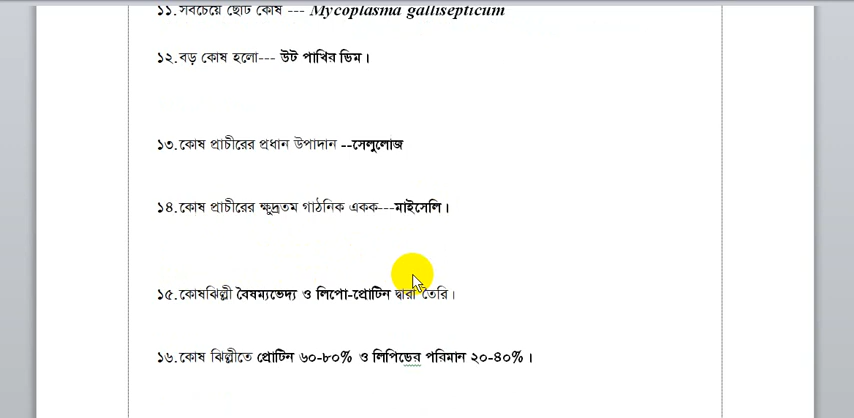 ১১.সবচেয়ে ছোট কোষ --- Mycoplasma gallisepticum
১২.বড় কোষ হলো--- উট পাখির ডিম।
১৩.কোষ প্রাচীরের প্রধান উপাদান --সেলুলোজ
১৪.কোষ প্রাচীরের ক্ষুদ্রতম গাঠনিক একক---মাইসেলি।
১৫.কোষঝিল্লী বৈষম্যভেদ্য ও লিপো-প্রোটিন দ্বারা তৈরি।
১৬.কোষ ঝিল্লীতে প্রোটিন ৬০-৮০% ও লিপিডের পরিমান ২০-৪০%।